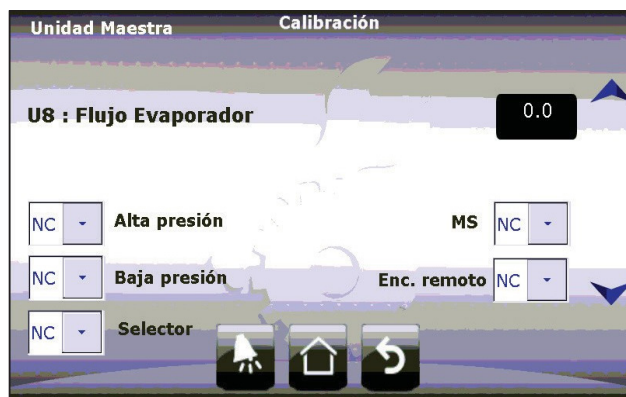 Unidad Maestra
Calibración
U8 : Flujo Evaporador
0.0
NC Alta presión
MS NC
NC Baja presión
Enc. remoto NC
NC Selector